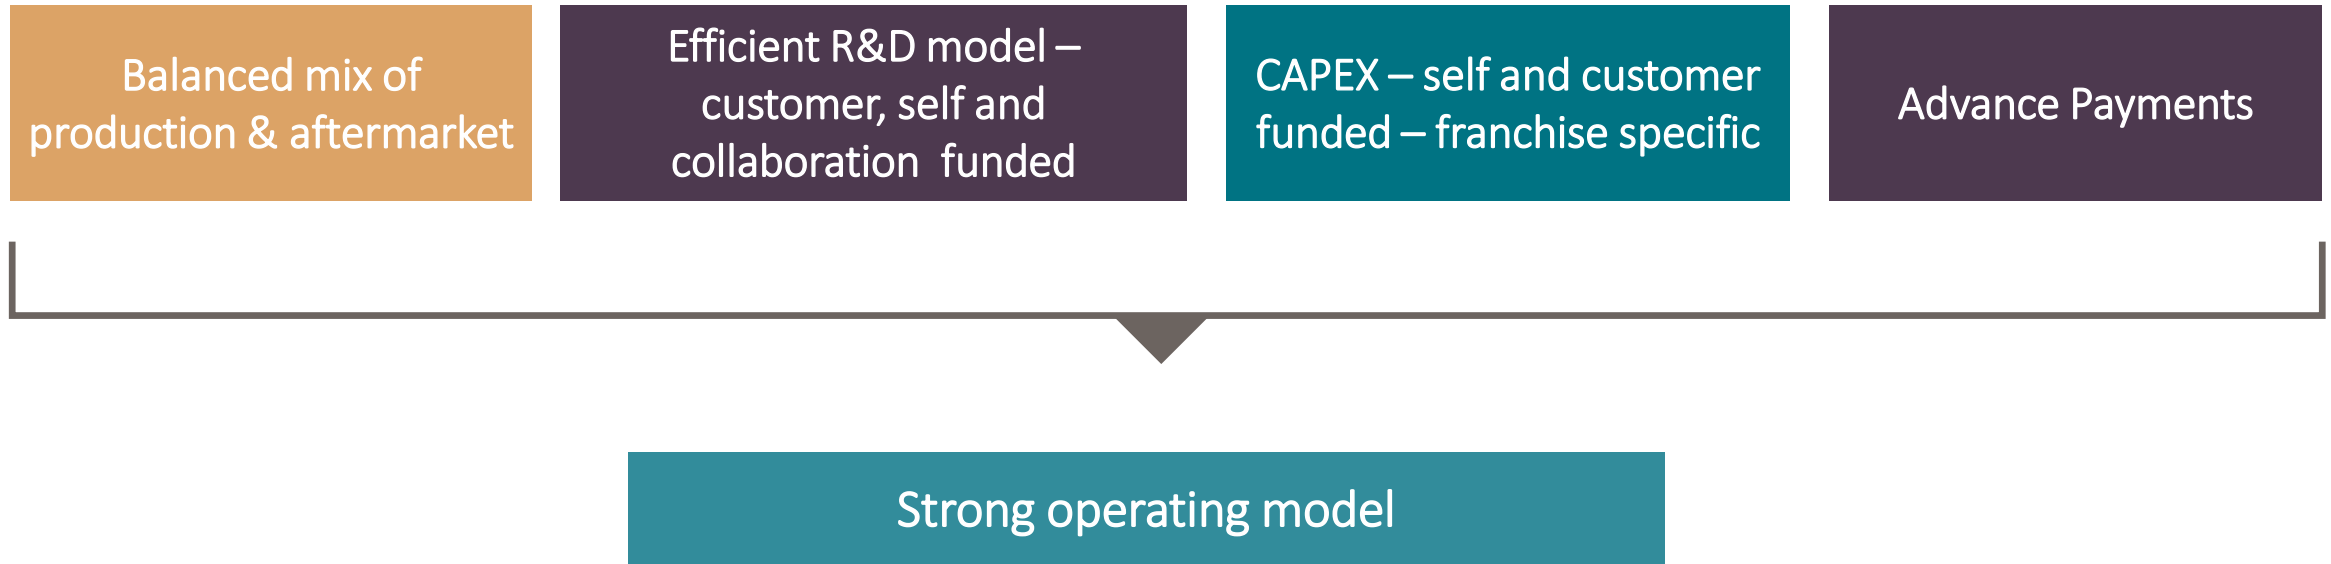 Balanced mix of
production & aftermarket
Efficient R&D model –
customer, self and
collaboration  funded
CAPEX – self and customer
funded – franchise specific
Advance Payments
Strong operating model